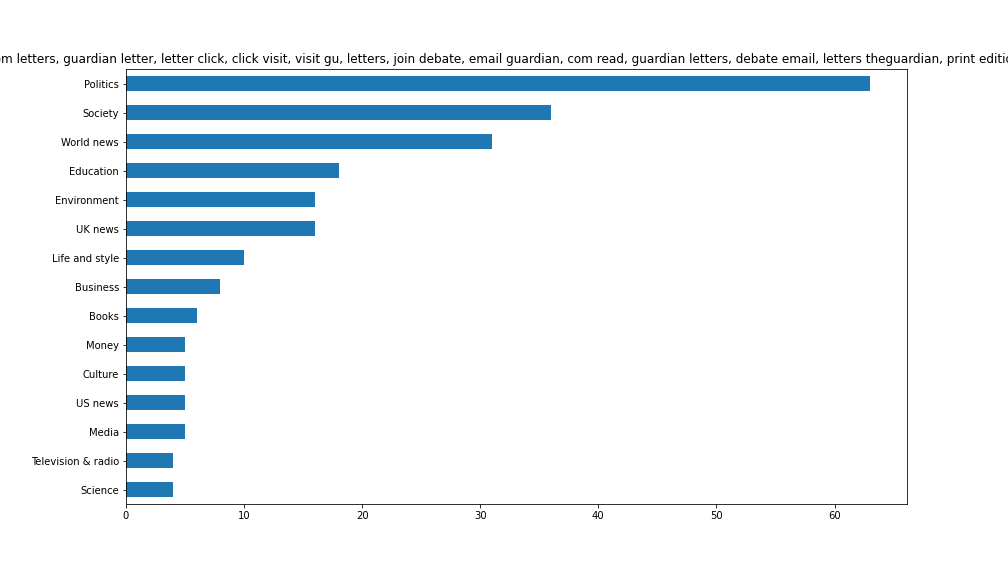 letters, guardian letter, letter click, click visit, visit gu, letters, join debate, email guardian, com read, guardian letters, debate email, letters theguardian, print
Politics
Society
World news
Education
Environment
UK news
Life and style
Business
Books
Money
Culture
US news
Media
Television & radio
Science
0 10 20 30 40 50 60